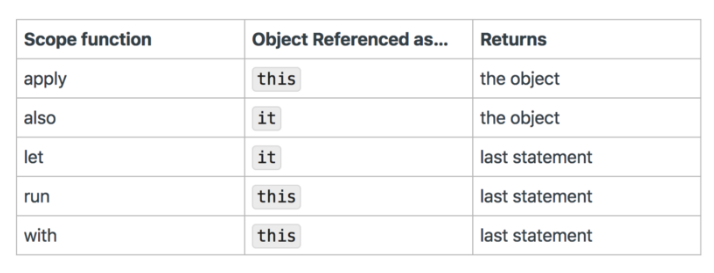 Scope function Object Referenced as... Returns
apply this the object
also it the object
let it last statement
run this last statement
with this last statement